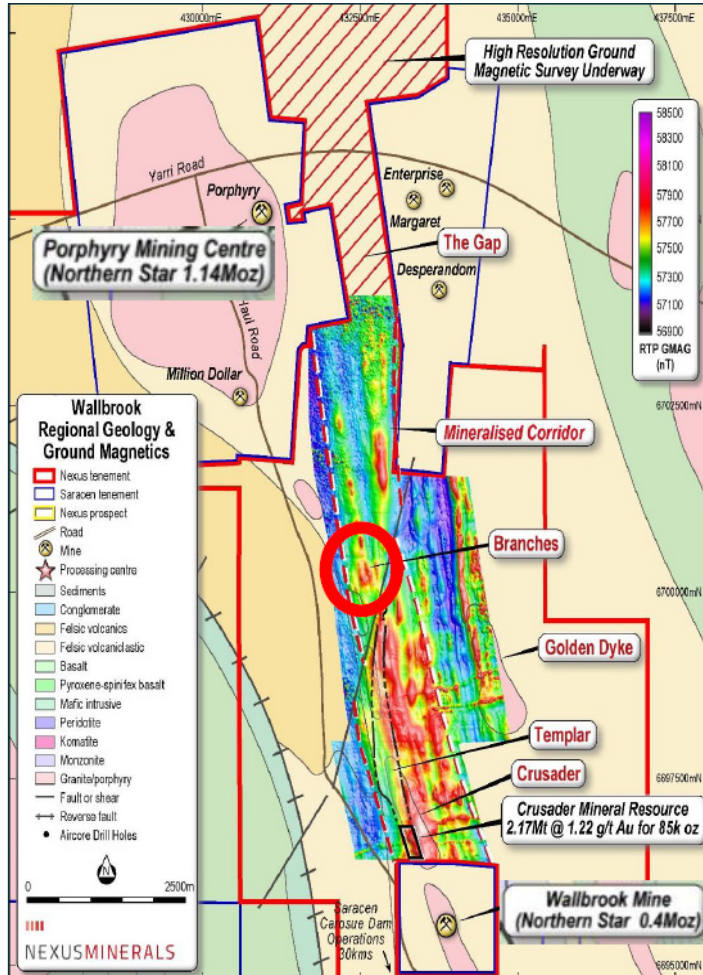 430000mE
432500mE
435000mE
437500mE
High Resolution Ground
Magnetic Survey Underway
58500
58300
58100
57900
57700
57500
57300
57100
56900
RTP GMAG
(nT)
Yarri Road
Porphyry
Enterprise
Margaret
The Gap
Desperandom
Porphyry Mining Centre
(Northern Star 1.14Moz)
Haul Road
Million Dollar
6702500mN
Mineralised Corridor
Wallbrook
Regional Geology &
Ground Magnetics
Nexus tenement
Saracen tenement
Nexus prospect
Road
Mine
Processing centre
Sediments
Conglomerate
Felsic volcanics
Felsic volcaniclastic
Basalt
Pyroxene-spinifex basalt
Mafic intrusive
Peridotite
Komatite
Monzonite
Granite/porphyry
Fault or shear
Reverse fault
Aircore Drill Holes
N
0 2500m
NEXUSMINERALS
Branches
6700000mN
Golden Dyke
Templar
6697500mN
Crusader
Crusader Mineral Resource
2.17Mt @ 1.22 g/t Au for 85k oz
Saracen
Carosure Dam
Operations
30kms
Wallbrook Mine
(Northern Star 0.4Moz)
6695000mN